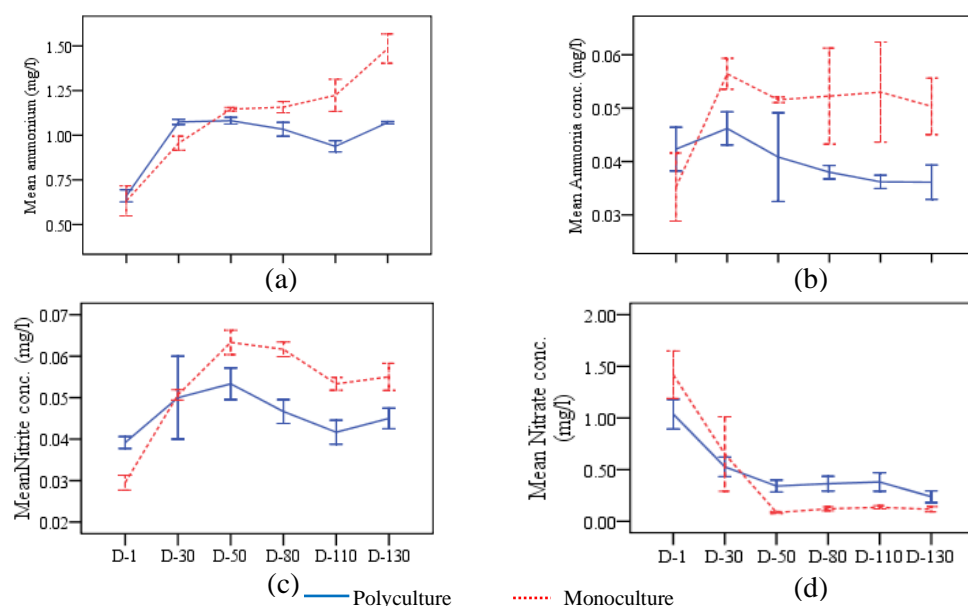 Mean ammonium (mg/l)
1.50
1.25
1.00
0.75
0.50
(a)
Mean Ammonia conc. (mg/l)
0.06
0.05
0.04
0.03
(b)
MeanNitrite conc. (mg/l)
0.07
0.06
0.05
0.04
0.03
0.02
D-1 D-30 D-50 D-80 D-110 D-130
(c)
Mean Nitrate conc.
(mg/l)
2.00
1.50
1.00
0.50
0.00
D-1 D-30 D-50 D-80 D-110 D-130
(d)
Polyculture
Monoculture